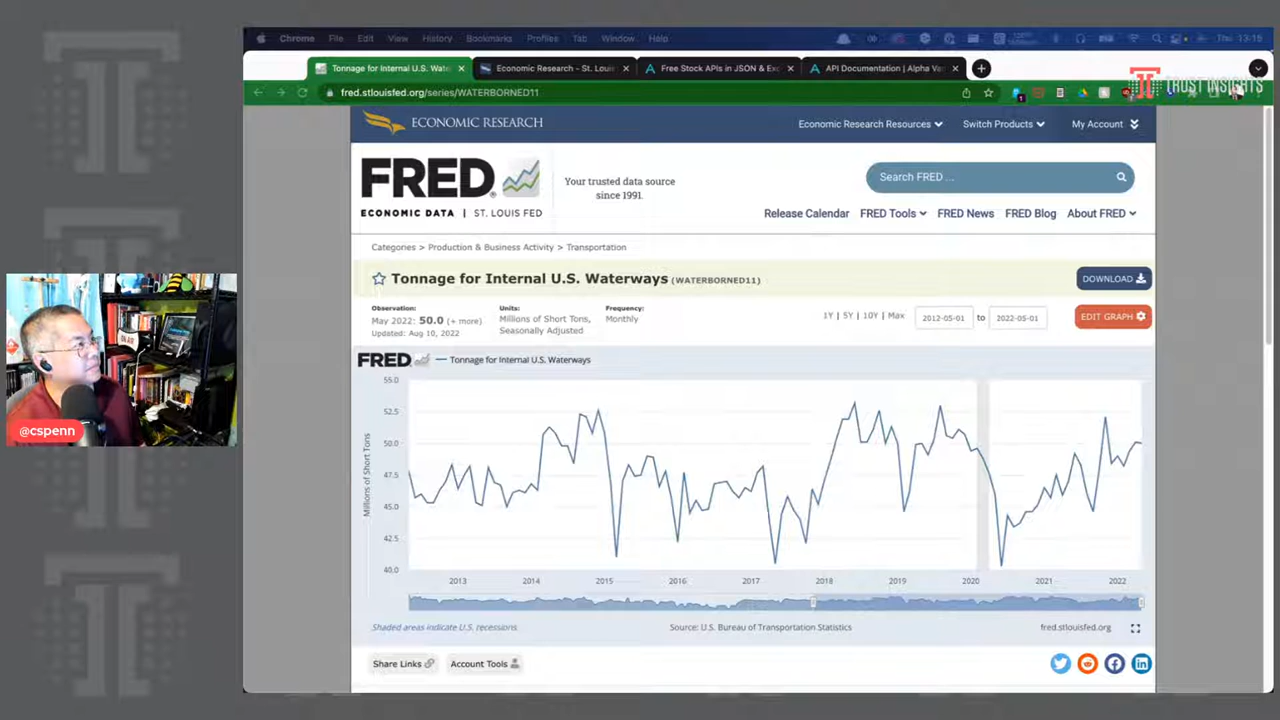 Chrome File Edit View History Bookmarks Profiles Tab Window Help
Thu 13:15
Tonnage for Internal U.S. Wate
Economic Research - St. Loui
Free Stock APIs in JSON & Exc
API Documentation | Alpha Va
fred.stlouisfed.org/series/WATERBORNED11
TRUST INSIGHTS
ECONOMIC RESEARCH
Economic Research Resources
Switch Products
My Account
FRED
ECONOMIC DATA | ST. LOUIS FED
Your trusted data source
since 1991.
Search FRED ...
Release Calendar
FRED Tools
FRED News
FRED Blog
About FRED
Categories > Production & Business Activity > Transportation
Tonnage for Internal U.S. Waterways (WATERBORNED11)
DOWNLOAD
Observation:
May 2022: 50.0 (+ more)
Updated: Aug 10, 2022
Units:
Millions of Short Tons,
Seasonally Adjusted
Frequency:
Monthly
1Y | 5Y | 10Y | Max
2012-05-01 to 2022-05-01
EDIT GRAPH
FRED
Tonnage for Internal U.S. Waterways
Millions of Short Tons
55.0
52.5
50.0
47.5
45.0
42.5
40.0
2013 2014 2015 2016 2017 2018 2019 2020 2021 2022
Shaded areas indicate U.S. recessions.
Source: U.S. Bureau of Transportation Statistics
fred.stlouisfed.org
Share Links
Account Tools
@cspenn